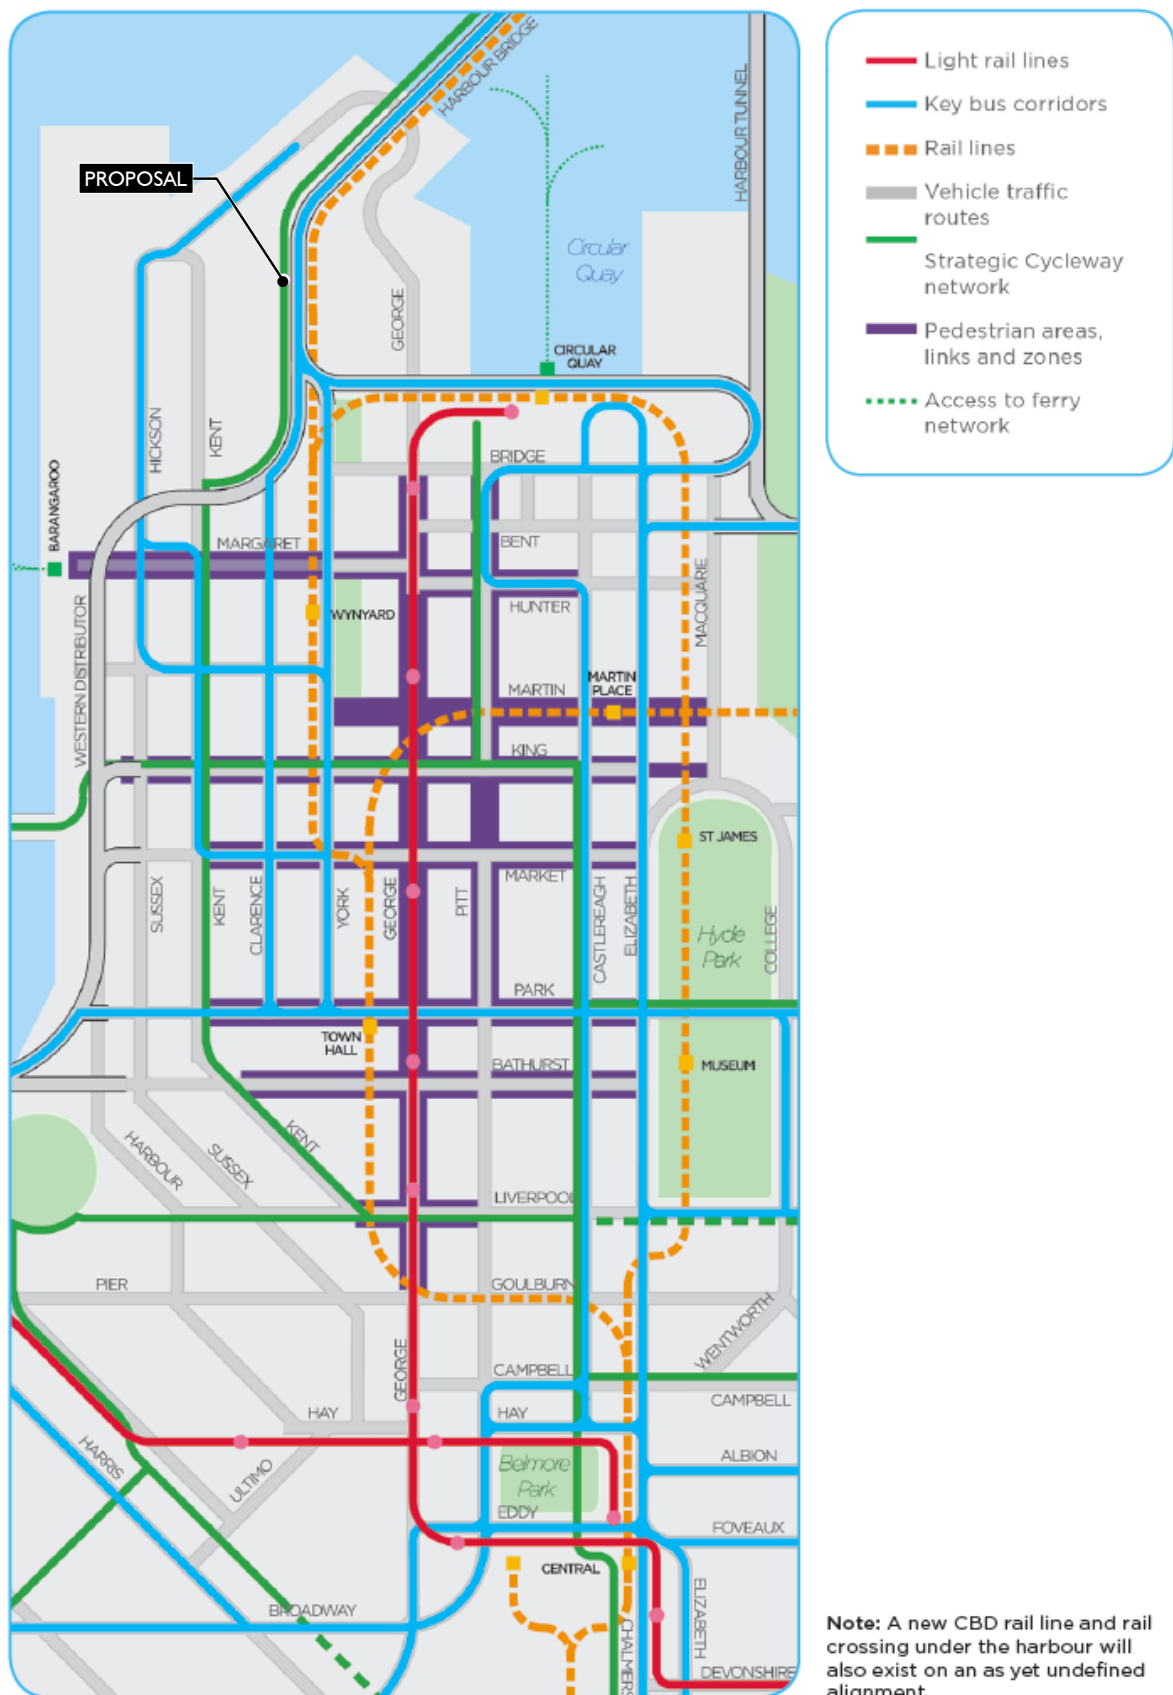 HARBOUR BRIDGE
HARBOUR TUNNEL
PROPOSAL
Circular
Quay
GEORGE
CIRCULAR
QUAY
HICKSON
KENT
BRIDGE
BARANGAROO
MARGARET
BENT
WESTERN DISTRIBUTOR
WYNYARD
HUNTER
MACQUARIE
MARTIN
MARTIN
PLACE
KING
ST JAMES
SUSSEX
KENT
CLARENCE
YORK
GEORGE
PITT
MARKET
CASTLEREAGH
ELIZABETH
Hyde
Park
COLLEGE
PARK
TOWN
HALL
BATHURST
MUSEUM
HARBOUR
SUSSEX
KENT
LIVERPOOL
PIER
GOULBURN
WENTWORTH
GEORGE
CAMPBELL
CAMPBELL
HAY
HAY
HARRIS
ULTIMO
Belmore
Park
ALBION
EDDY
FOVEAUX
CENTRAL
BROADWAY
CHALMERS
ELIZABETH
DEVONSHIRE
Light rail lines
Key bus corridors
Rail lines
Vehicle traffic
routes
Strategic Cycleway
network
Pedestrian areas,
links and zones
Access to ferry
network
Note: A new CBD rail line and rail
crossing under the harbour will
also exist on an as yet undefined
alignment